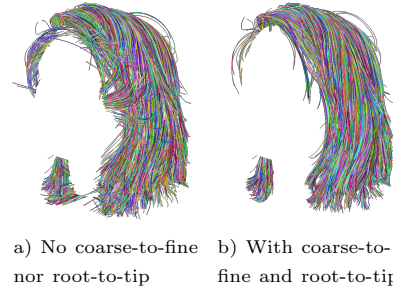 a) No coarse-to-fine
nor root-to-tip
b) With coarse-to-
fine and root-to-tip